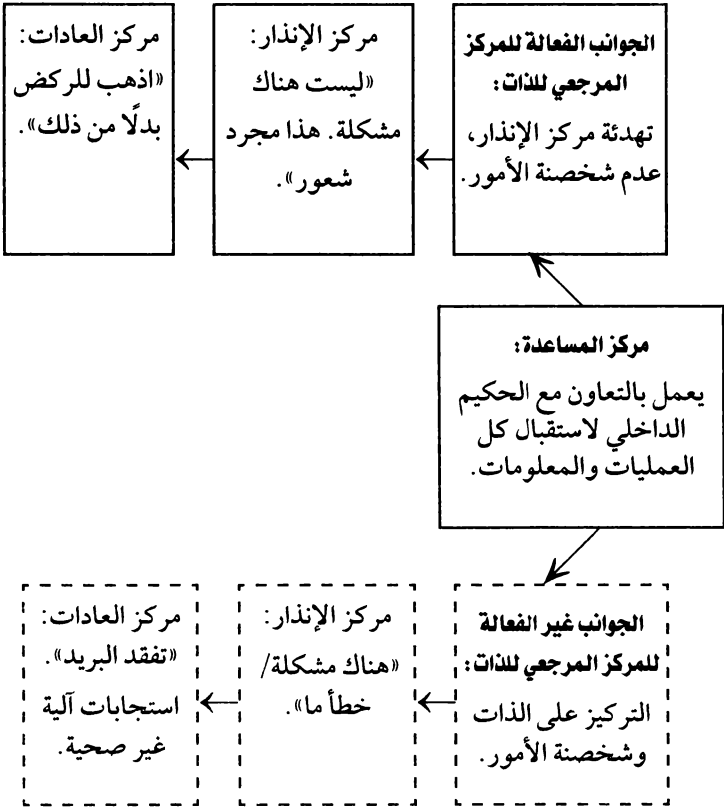 الجوانب الفعالة للمركز
المرجعي للذات:
تهدئة مركز الإنذار،
عدم شخصنة الأمور.
مركز الإنذار:
«ليست هناك
مشكلة. هذا مجرد
شعور».
مركز العادات:
«اذهب للركض
بدلًا من ذلك».
مركز المساعدة:
يعمل بالتعاون مع الحكيم
الداخلي لاستقبال كل
العمليات والمعلومات.
الجوانب غير الفعالة
للمركز المرجعي للذات:
التركيز على الذات
وشخصنة الأمور.
مركز الإنذار:
«هناك مشكلة/
خطأ ما».
مركز العادات:
«تفقد البريد».
استجابات آلية
غير صحية.